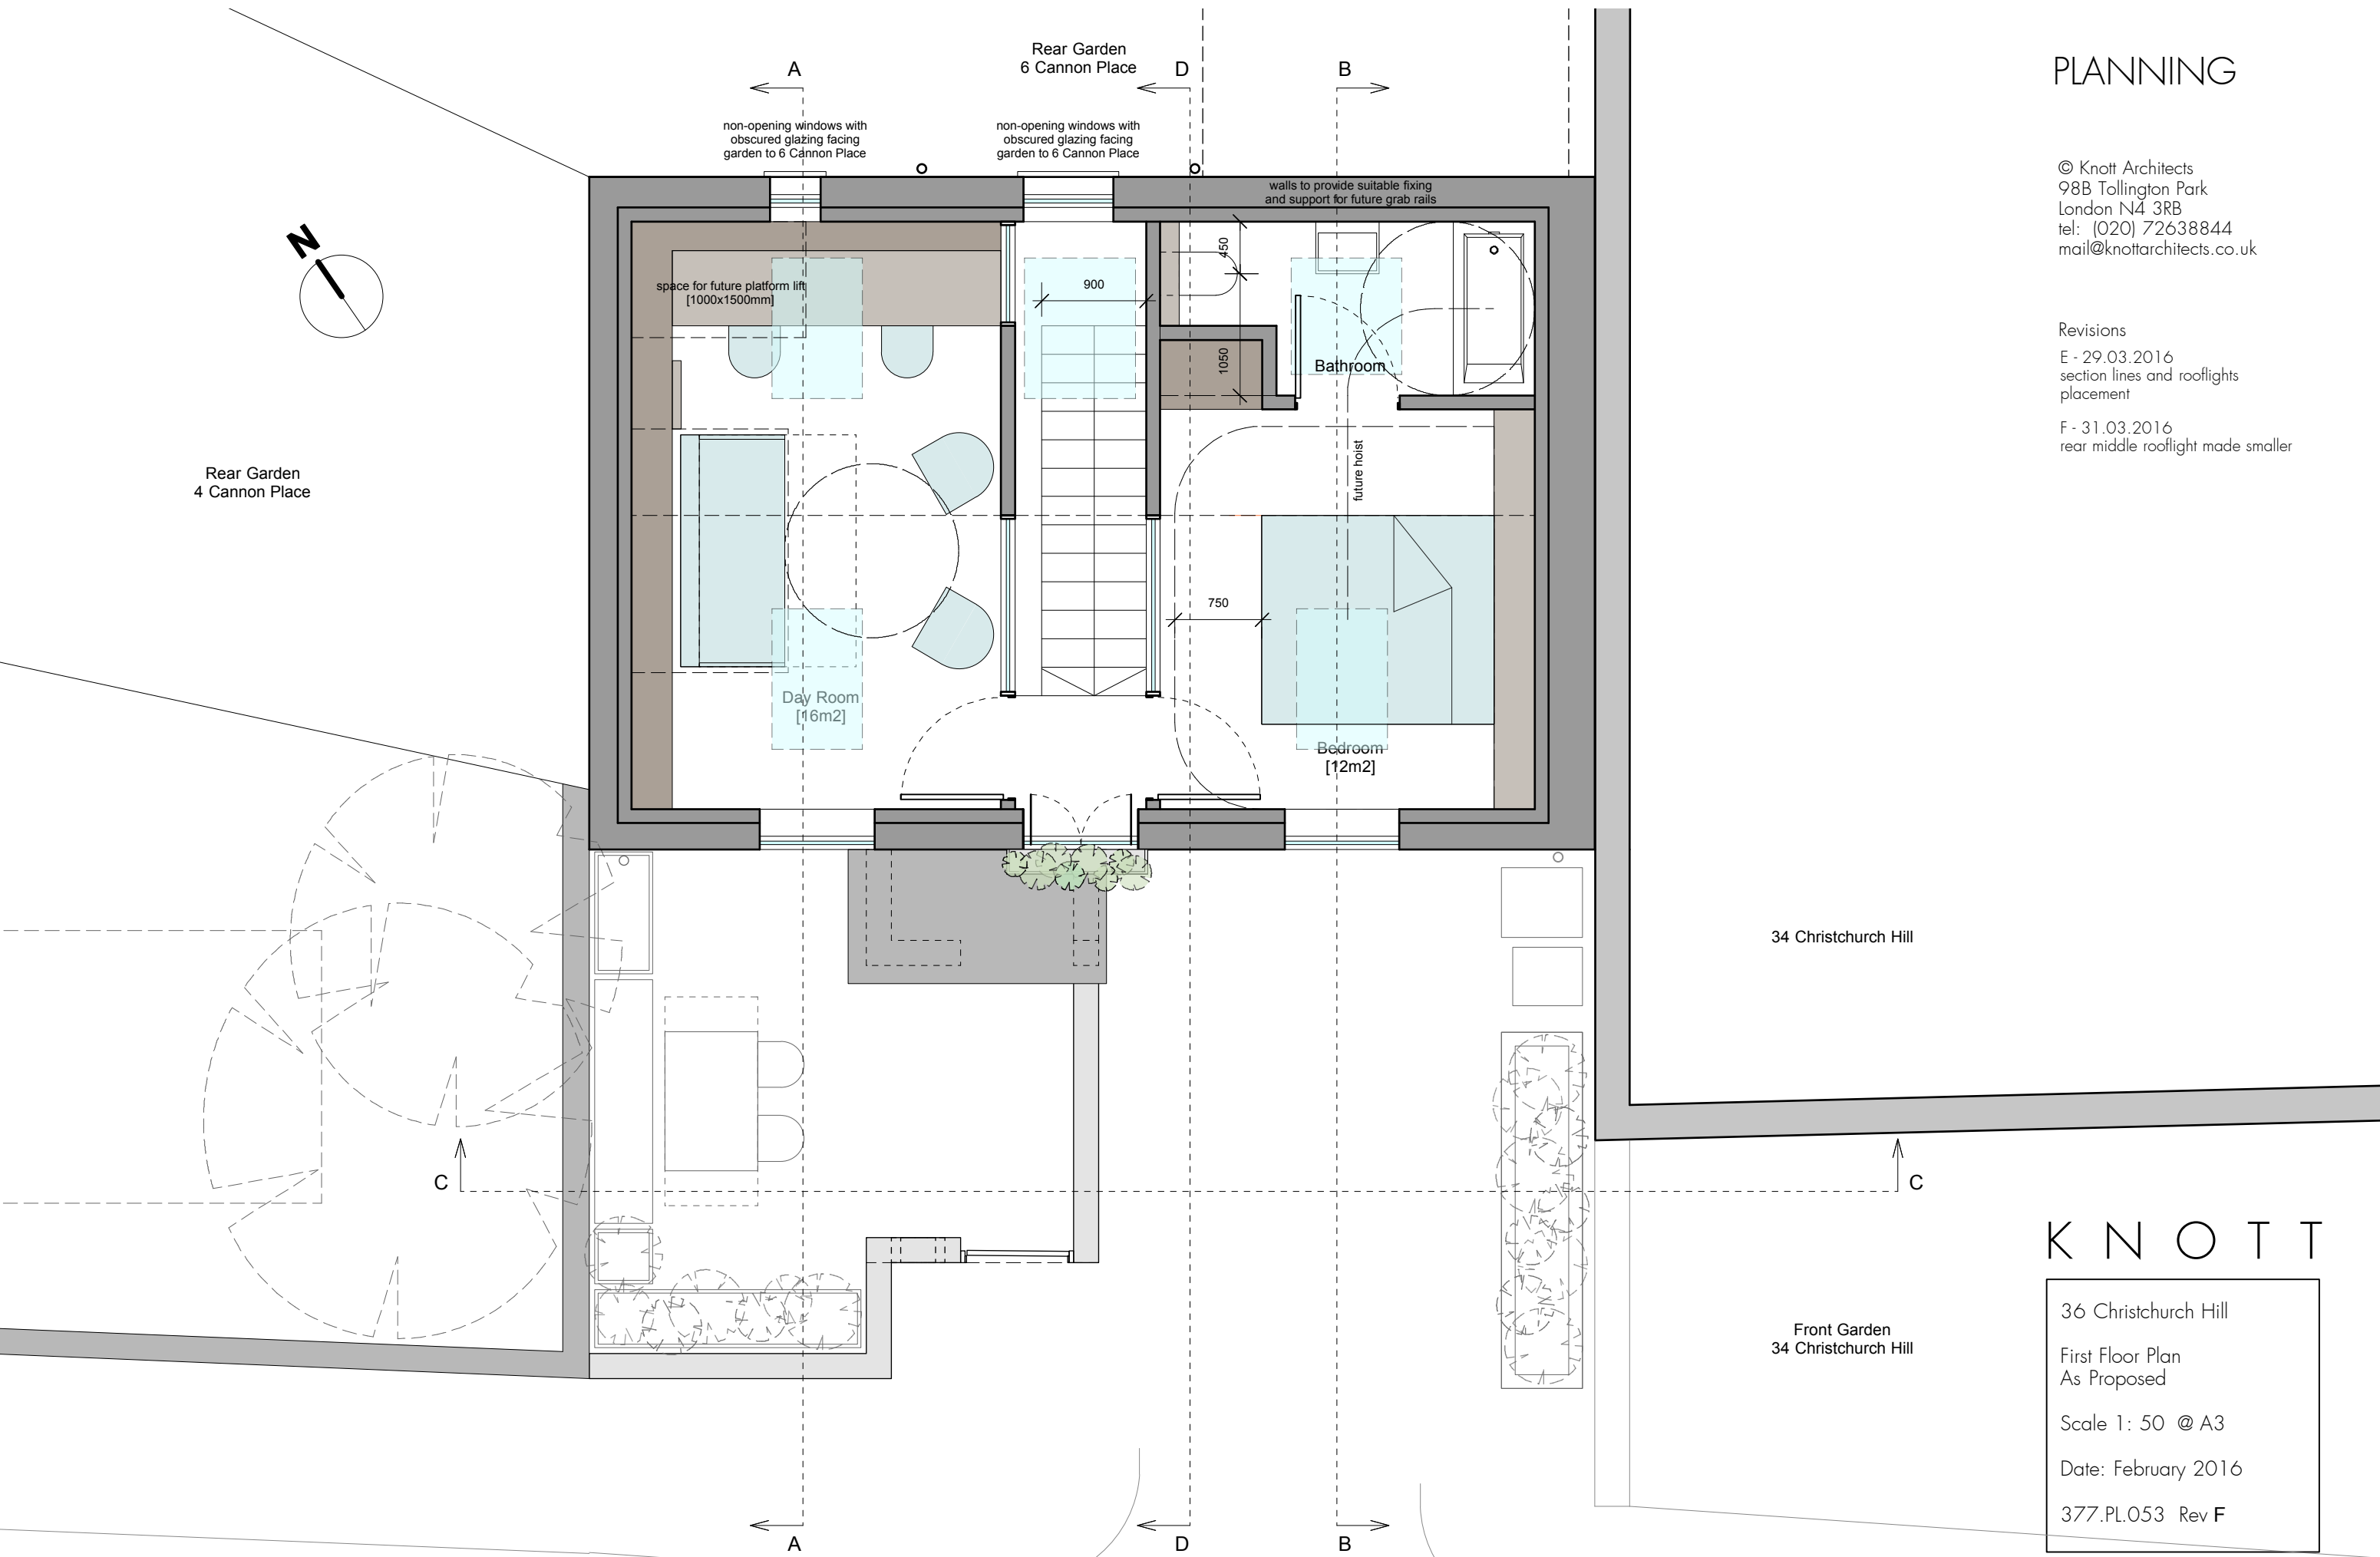 PLANNING
Rear Garden
6 Cannon Place
A
D
B
non-opening windows with
obscured glazing facing
garden to 6 Cannon Place
non-opening windows with
obscured glazing facing
garden to 6 Cannon Place
walls to provide suitable fixing
and support for future grab rails
© Knott Architects
98B Tollington Park
London N4 3RB
tel: (020) 72638844
mail@knottarchitects.co.uk
N
450
space for future platform lift
[1000x1500mm]
900
1050
Bathroom
Revisions
E - 29.03.2016
section lines and rooflights
placement
F - 31.03.2016
rear middle rooflight made smaller
Rear Garden
4 Cannon Place
future hoist
750
Day Room
[16m2]
Bedroom
[12m2]
34 Christchurch Hill
C
C
Front Garden
34 Christchurch Hill
KNOTT
36 Christchurch Hill
First Floor Plan
As Proposed
Scale 1: 50 @ A3
Date: February 2016
377.PL.053 Rev F
A
D
B